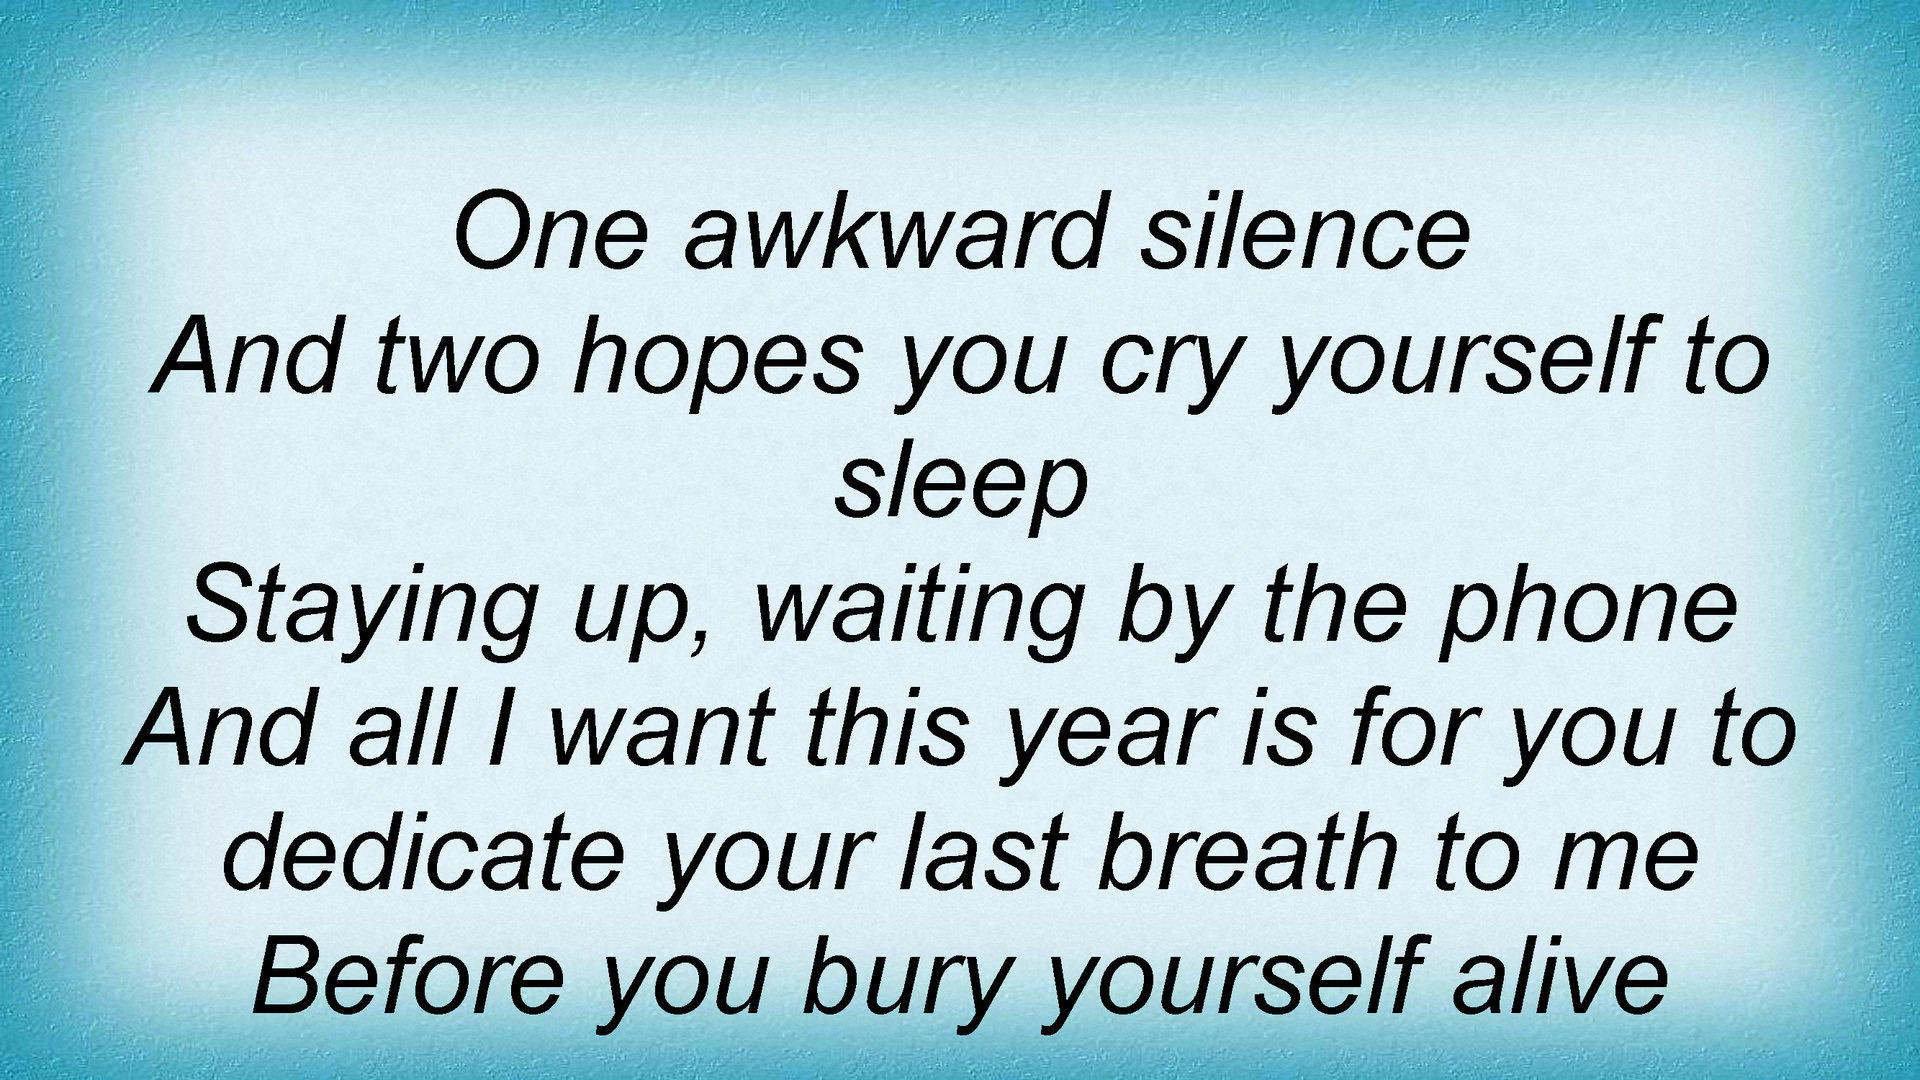 One awkward silence
And two hopes you cry yourself to
sleep
Staying up, waiting by the phone
And all I want this year is for you to
dedicate your last breath to me
Before you bury yourself alive